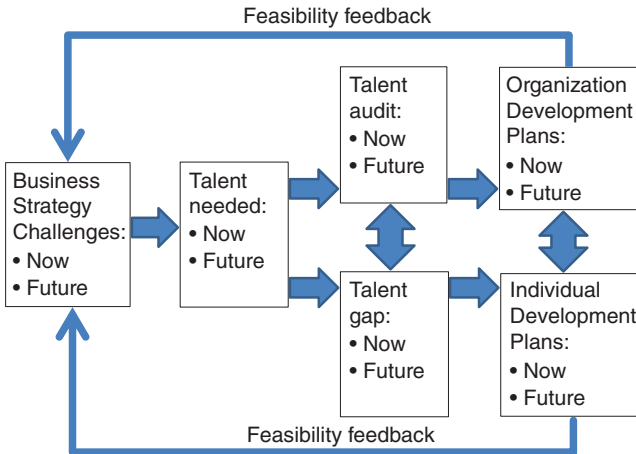 Feasibility feedback
Business
Strategy
Challenges:
• Now
• Future
Talent
needed:
• Now
• Future
Talent
audit:
• Now
• Future
Talent
gap:
• Now
• Future
Organization
Development
Plans:
• Now
• Future
Individual
Development
Plans:
• Now
• Future
Feasibility feedback